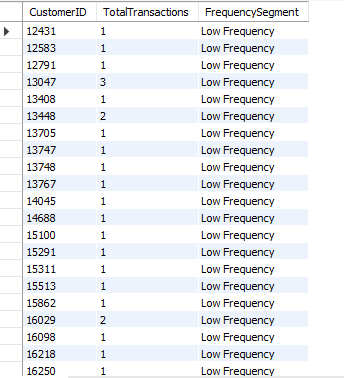 CustomerID TotalTransactions FrequencySegment
12431 1 Low Frequency
12583 1 Low Frequency
12791 1 Low Frequency
13047 3 Low Frequency
13408 1 Low Frequency
13448 2 Low Frequency
13705 1 Low Frequency
13747 1 Low Frequency
13748 1 Low Frequency
13767 1 Low Frequency
14045 1 Low Frequency
14688 1 Low Frequency
15100 1 Low Frequency
15291 1 Low Frequency
15311 1 Low Frequency
15513 1 Low Frequency
15862 1 Low Frequency
16029 2 Low Frequency
16098 1 Low Frequency
16218 1 Low Frequency
16250 1 Low Frequency